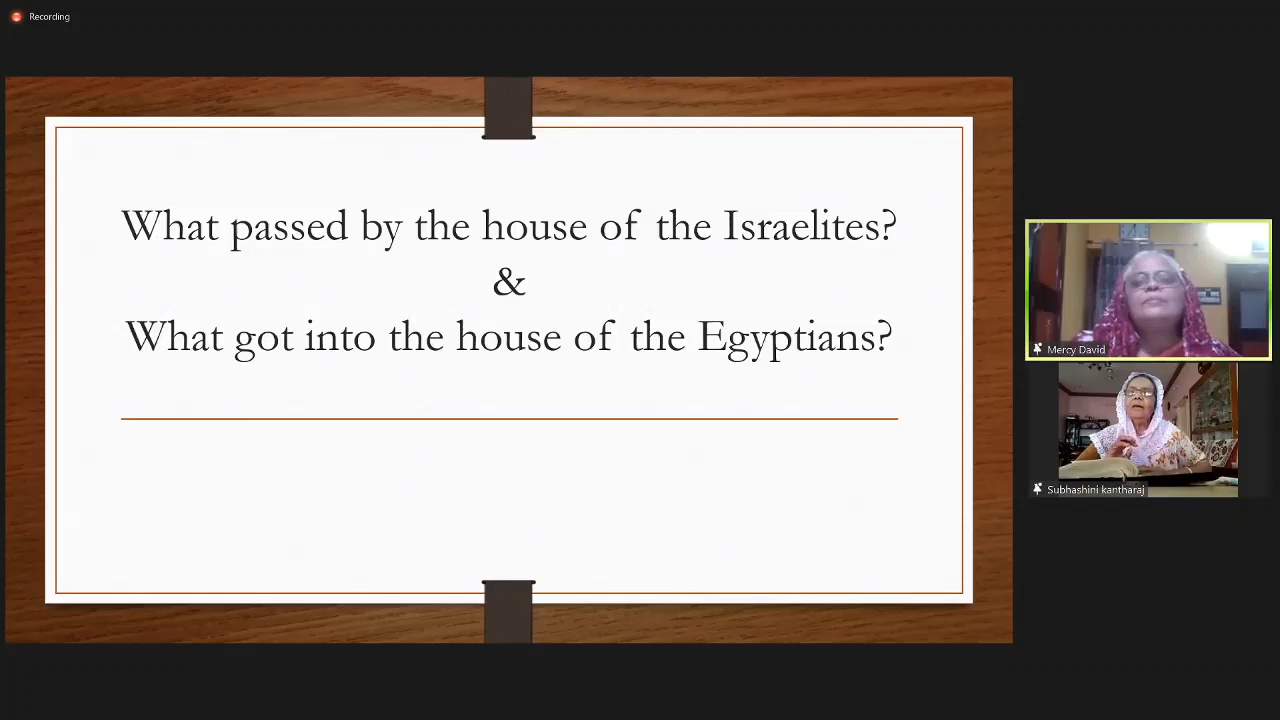 Recording
What passed by the house of the Israelites?
&
What got into the house of the Egyptians?
Mercy David
Subhashini kantharaj